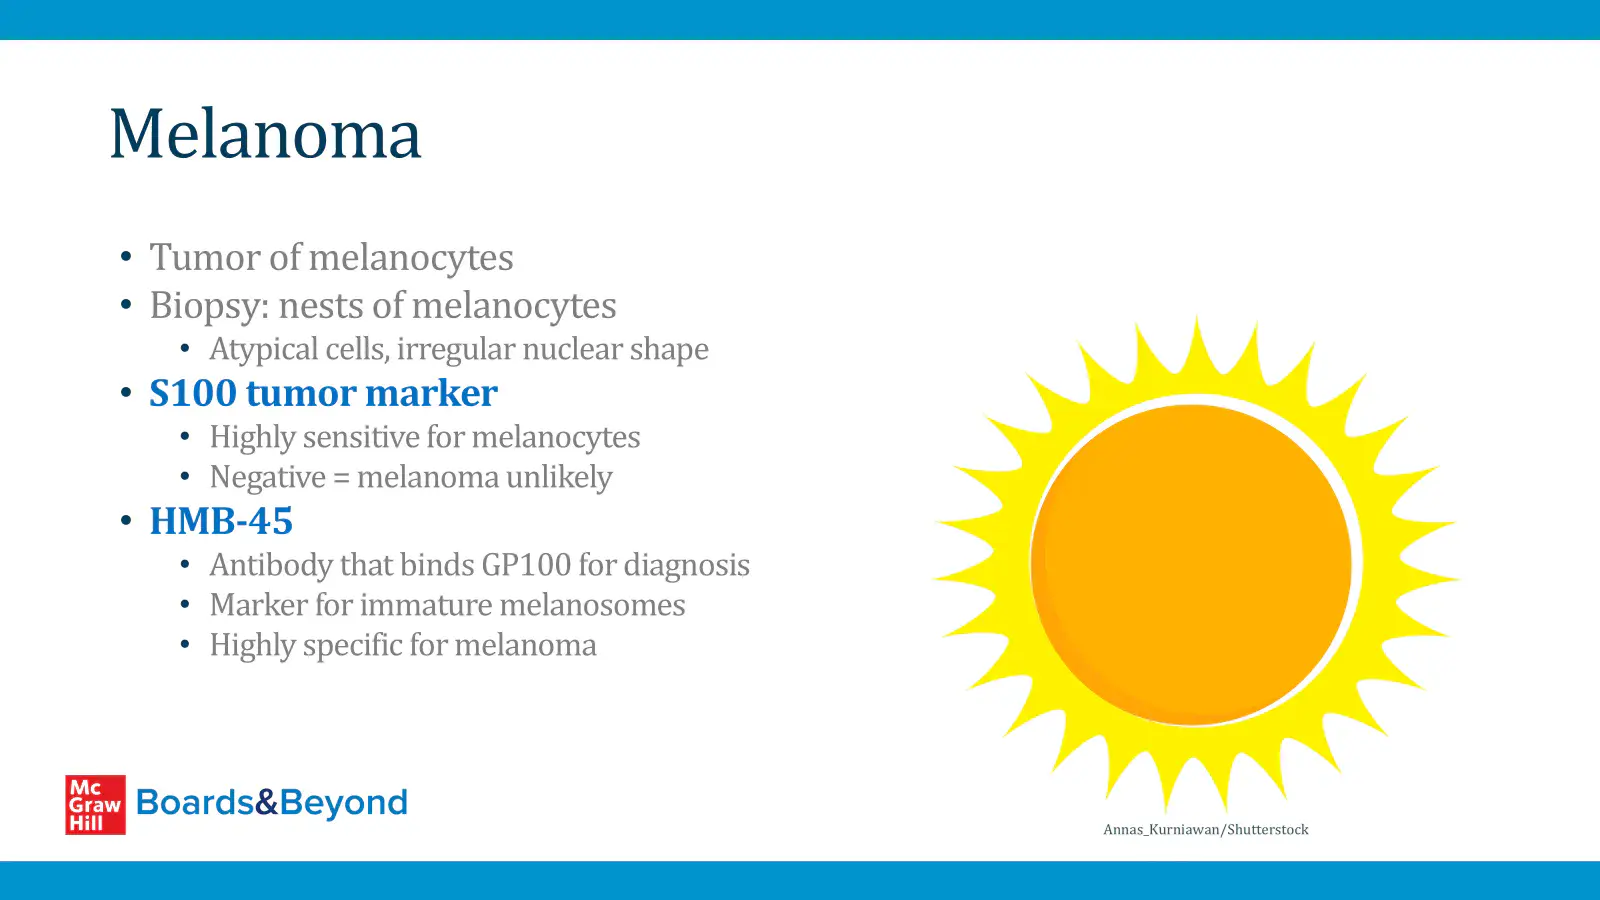 Melanoma
• Tumor of melanocytes
• Biopsy: nests of melanocytes
• Atypical cells, irregular nuclear shape
• S100 tumor marker
• Highly sensitive for melanocytes
• Negative = melanoma unlikely
• HMB-45
• Antibody that binds GP100 for diagnosis
• Marker for immature melanosomes
• Highly specific for melanoma
Mc
Graw
Hill
Boards&Beyond
Annas_Kurniawan/Shutterstock